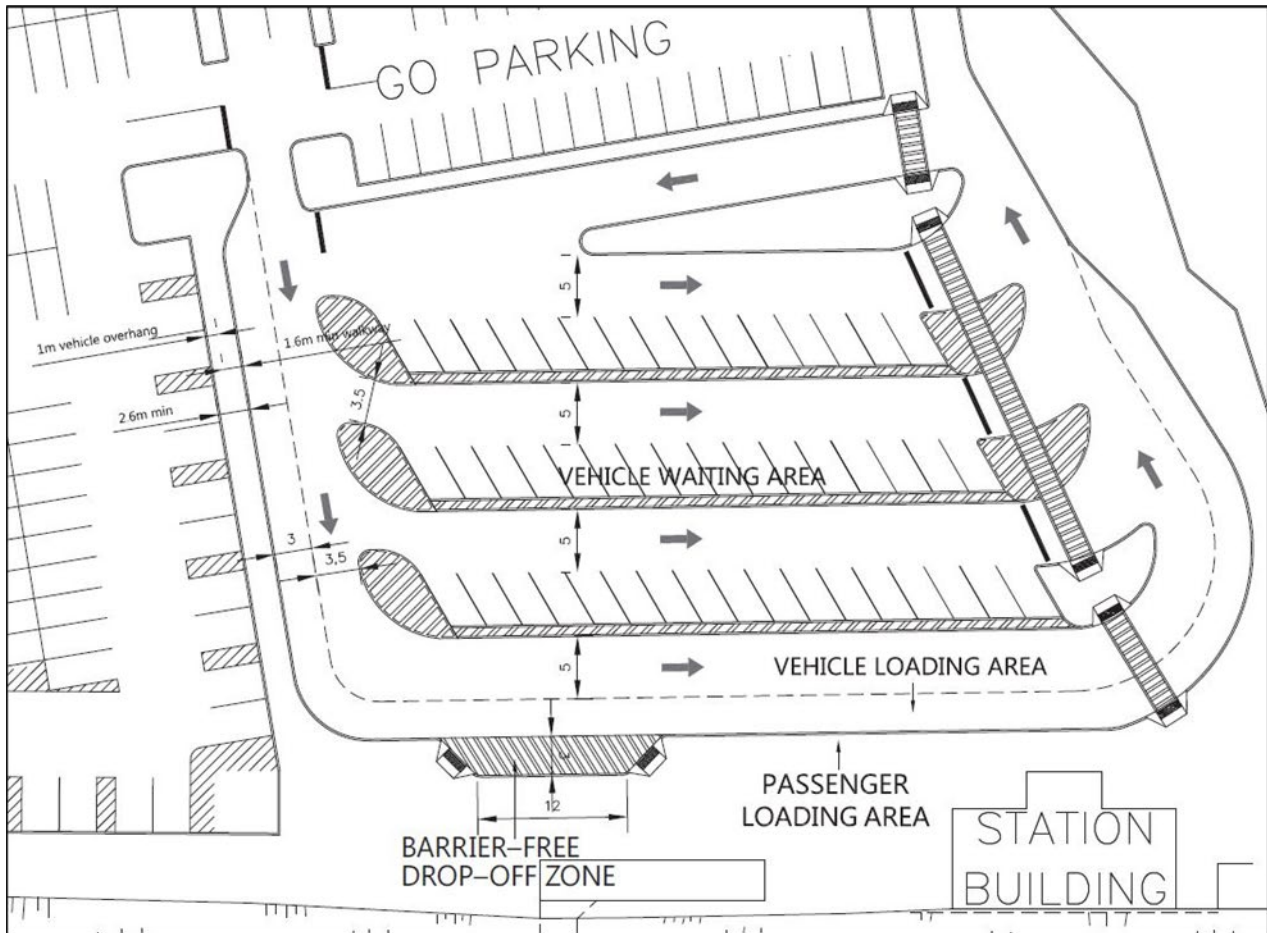 GO PARKING
1m vehicle overhang
1.6m min walkway
5
3.5
5
2.6m min
VEHICLE WAITING AREA
3
3,5
5
5
VEHICLE LOADING AREA
3
12
PASSENGER
LOADING AREA
BARRIER–FREE
DROP–OFF ZONE
STATION
BUILDING